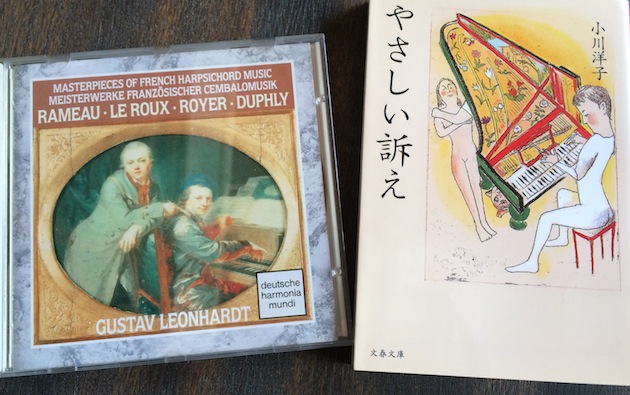 MASTERPIECES OF FRENCH HARPSICHORD MUSIC
MEISTERWERKE FRANZÖSISCHER CEMBALOMUSIK
RAMEAU · LE ROUX · ROYER · DUPHLY
GUSTAV LEONHARDT
deutsche
harmonia
mundi
やさしい訴え
小川洋子
文春文庫